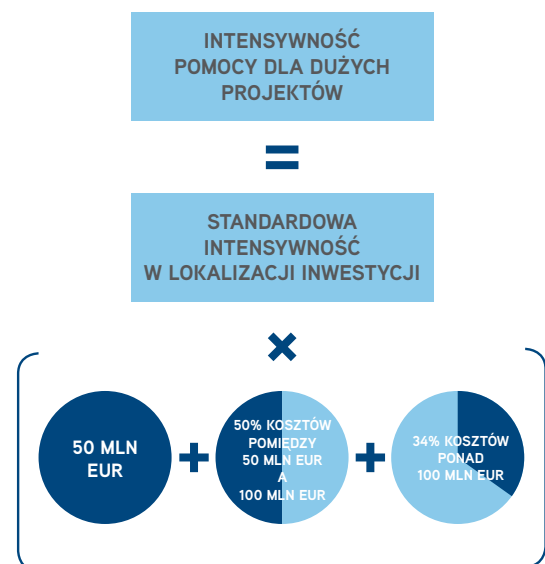 INTENSYWNOŚĆ
POMOCY DLA DUŻYCH
PROJEKTÓW
=
STANDARDOWA
INTENSYWNOŚĆ
W LOKALIZACJI INWESTYCJI
×
50 MLN
EUR
+
50% KOSZTÓW
POMIĘDZY
50 MLN EUR
A
100 MLN EUR
+
34% KOSZTÓW
PONAD
100 MLN EUR